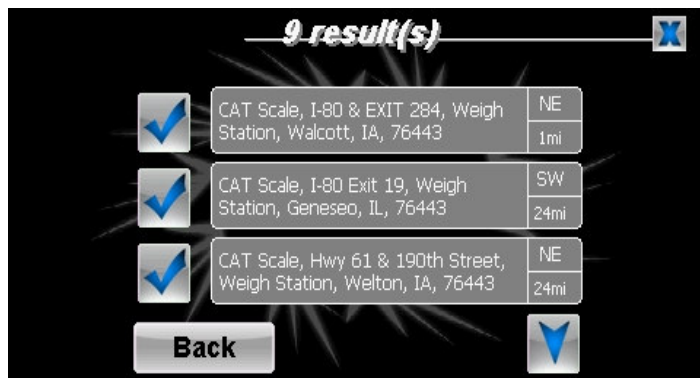 9 result(s)
X
CAT Scale, I-80 & EXIT 284, Weigh
Station, Walcott, IA, 76443
NE
1mi
CAT Scale, I-80 Exit 19, Weigh
Station, Geneseo, IL, 76443
SW
24mi
CAT Scale, Hwy 61 & 190th Street,
Weigh Station, Welton, IA, 76443
NE
24mi
Back